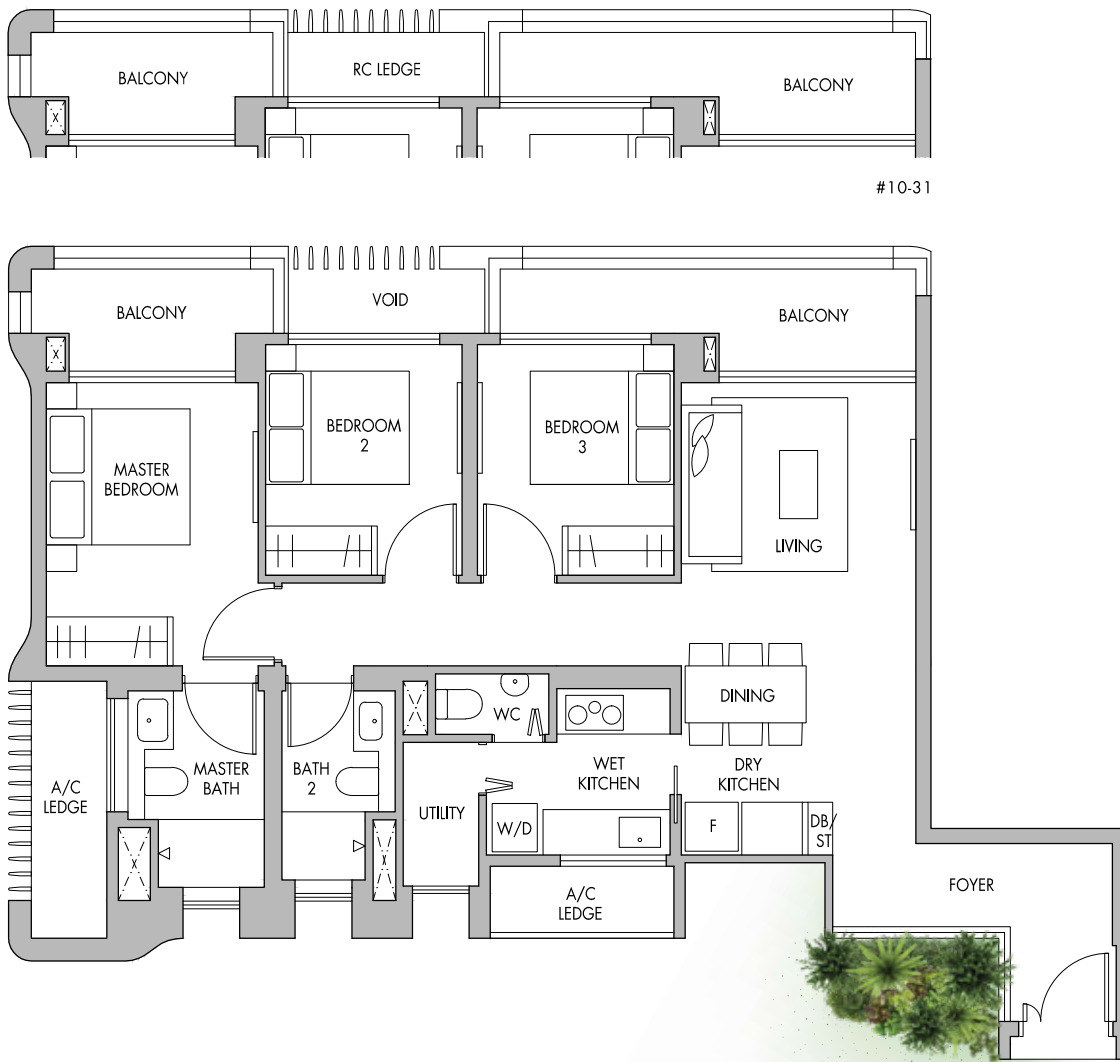 BALCONY
RC LEDGE
BALCONY
#10-31
BALCONY
VOID
BALCONY
MASTER
BEDROOM
BEDROOM
2
BEDROOM
3
LIVING
DINING
WC
A/C
LEDGE
MASTER
BATH
BATH
2
UTILITY
WET
KITCHEN
DRY
KITCHEN
W/D
F
DB/
ST
A/C
LEDGE
FOYER